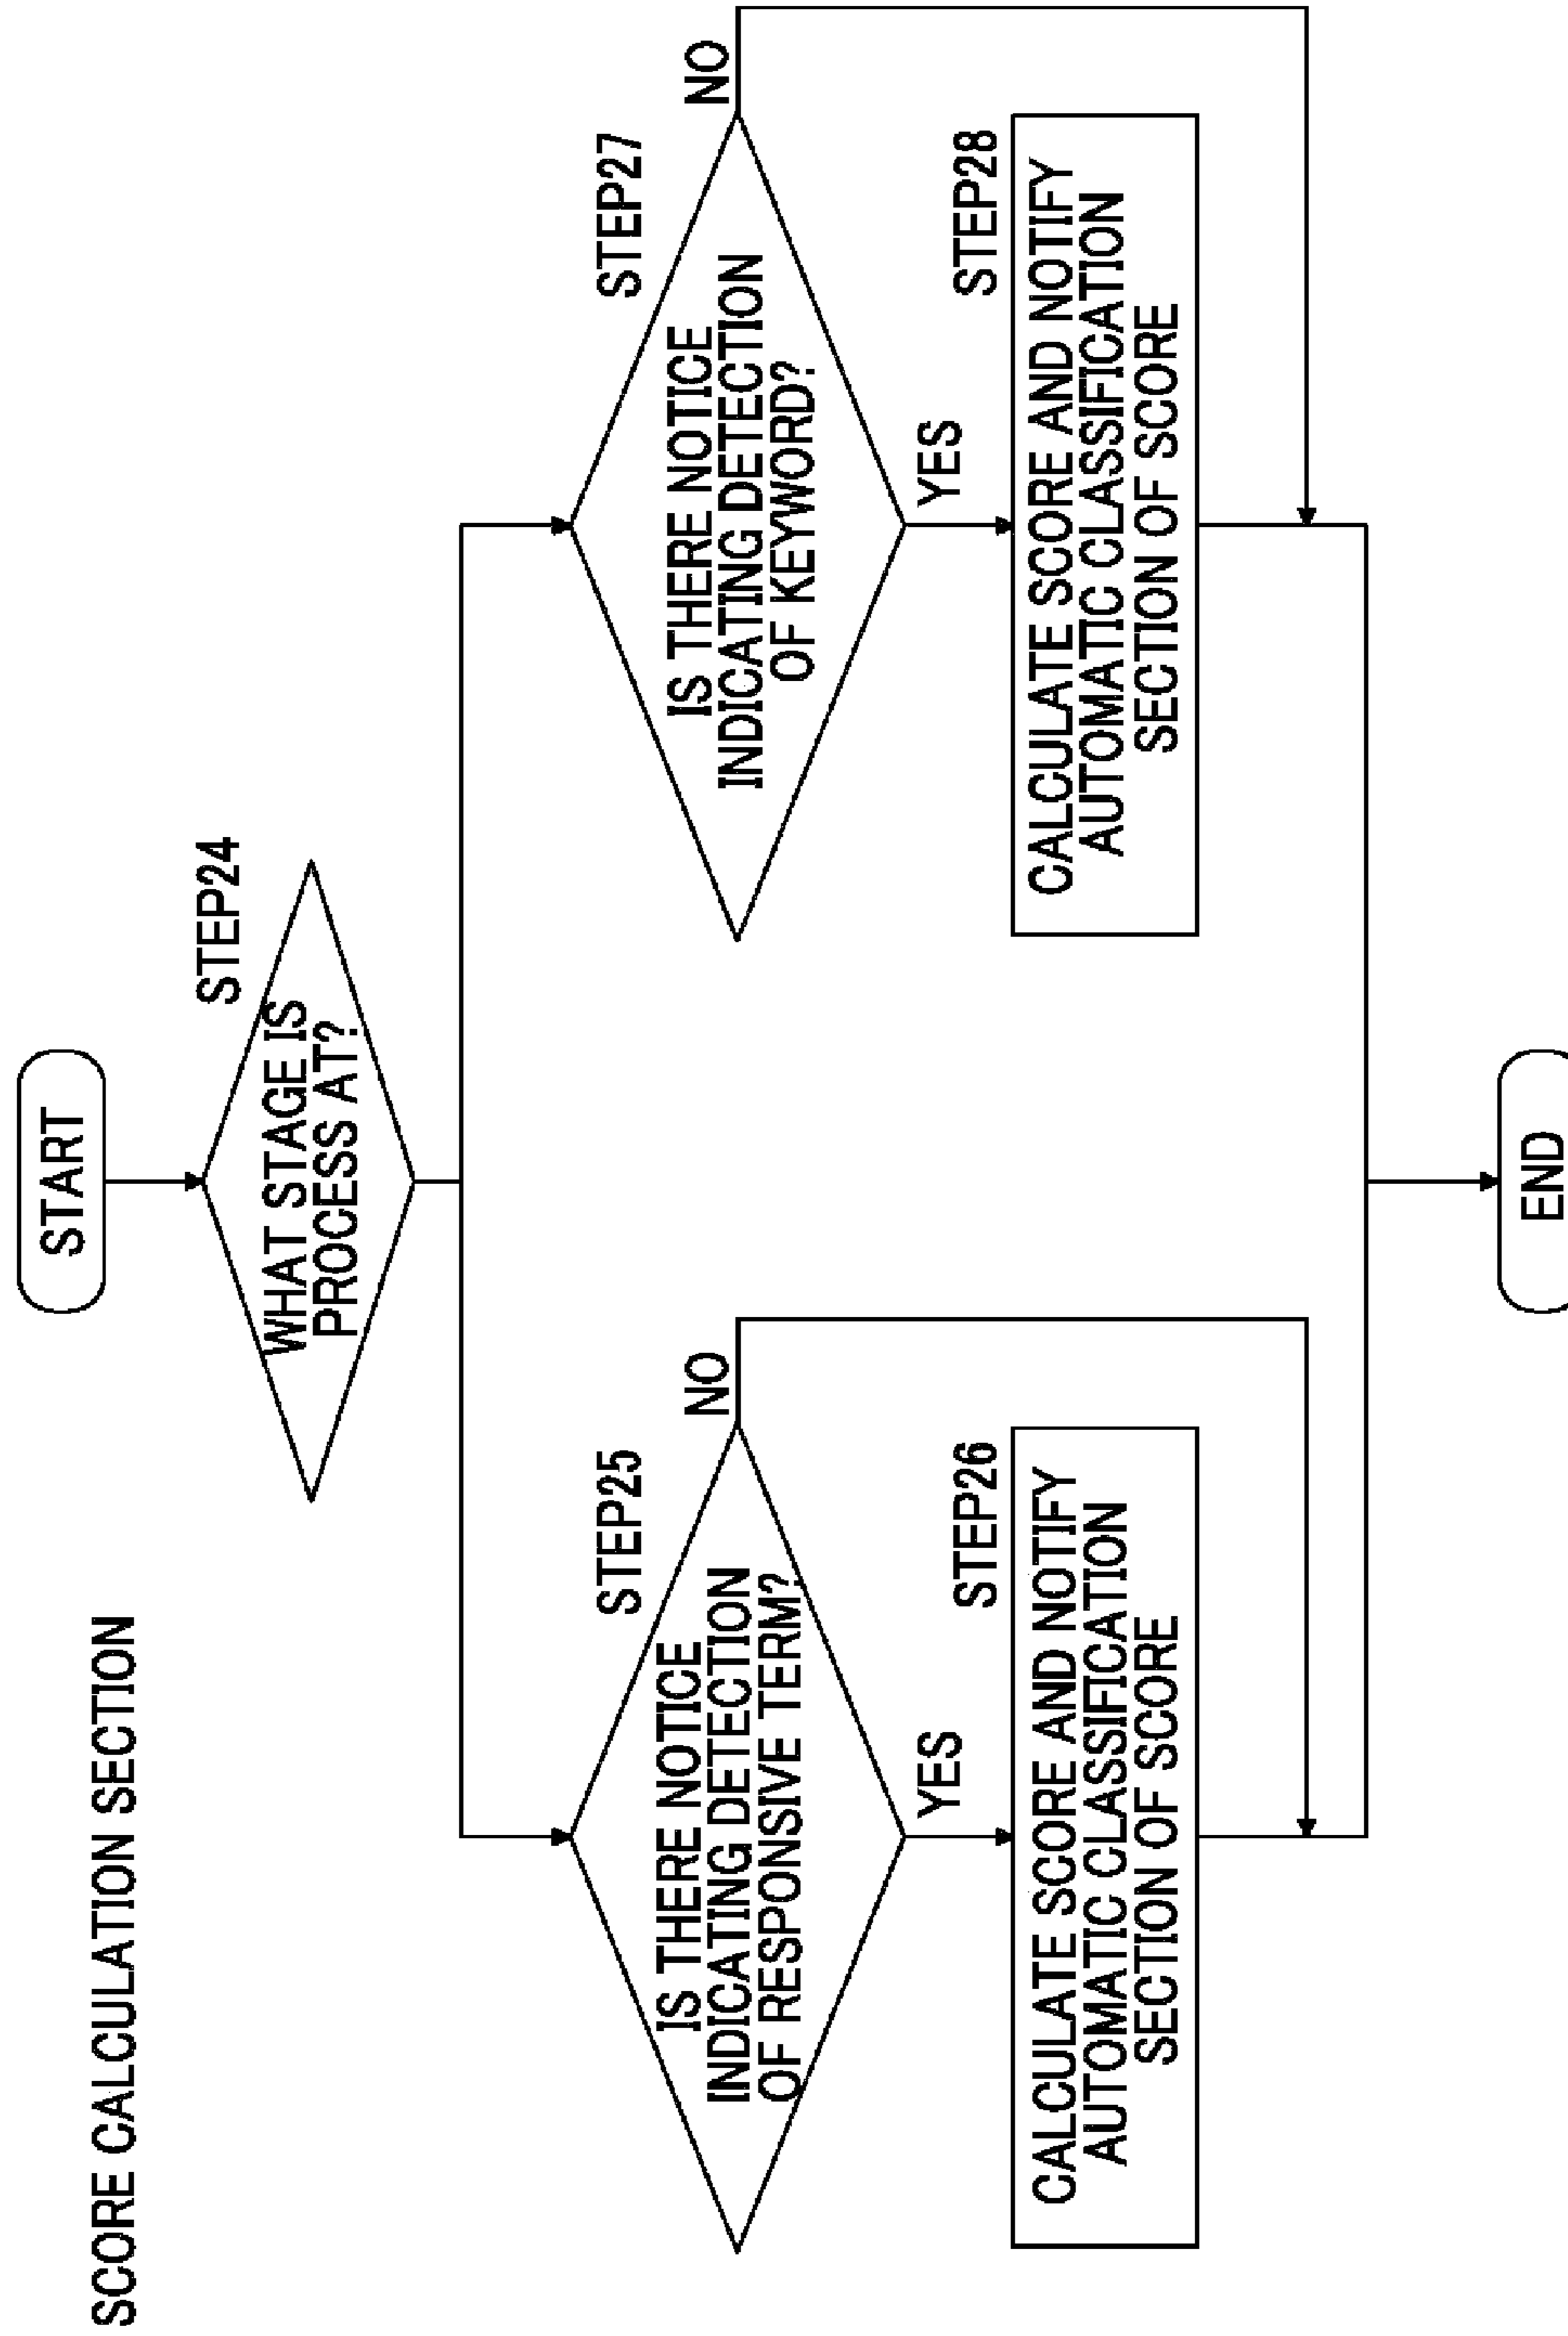 SCORE CALCULATION SECTION
START
STEP24
WHAT STAGE IS
PROCESS AT?
STEP25
IS THERE NOTICE
INDICATING DETECTION
OF RESPONSIVE TERM?
NO
YES
STEP26
CALCULATE SCORE AND NOTIFY
AUTOMATIC CLASSIFICATION
SECTION OF SCORE
STEP27
IS THERE NOTICE
INDICATING DETECTION
OF KEYWORD?
NO
YES
STEP28
CALCULATE SCORE AND NOTIFY
AUTOMATIC CLASSIFICATION
SECTION OF SCORE
END